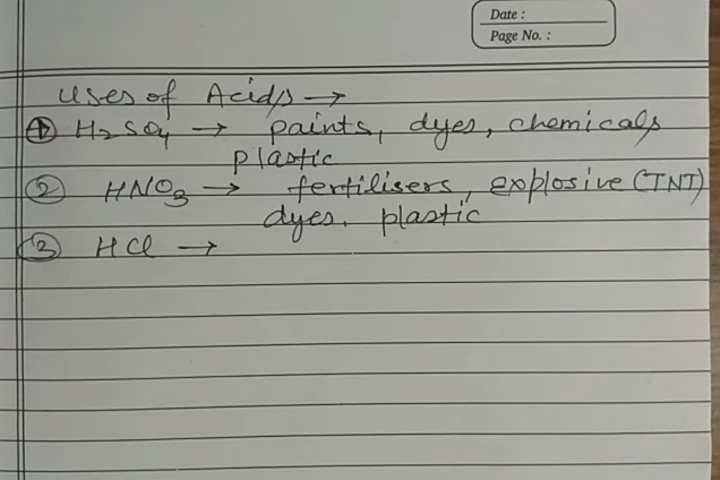 Date :
Page No. :
Uses of Acids →
① H₂SO₄ → paints, dyes, chemicals
plastic
② HNO₃ → fertilisers, explosive (TNT)
dyes. plastic
③ HCl →